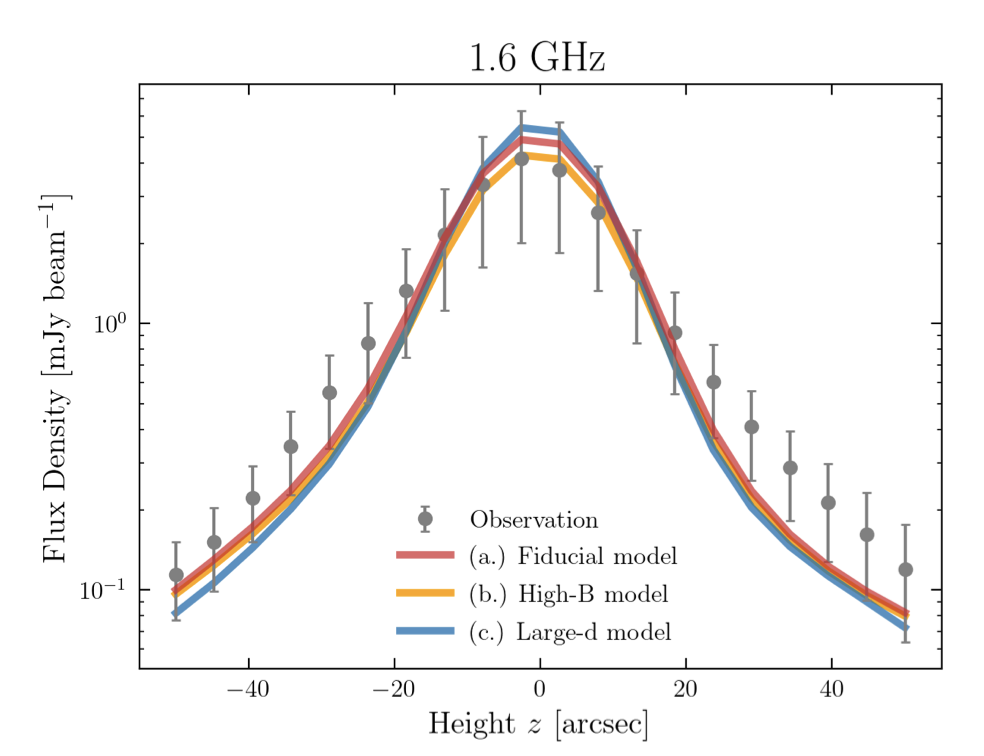 1.6 GHz
Flux Density [mJy beam⁻¹]
10⁰
10⁻¹
Observation
(a.) Fiducial model
(b.) High-B model
(c.) Large-d model
−40 −20 0 20 40
Height z [arcsec]